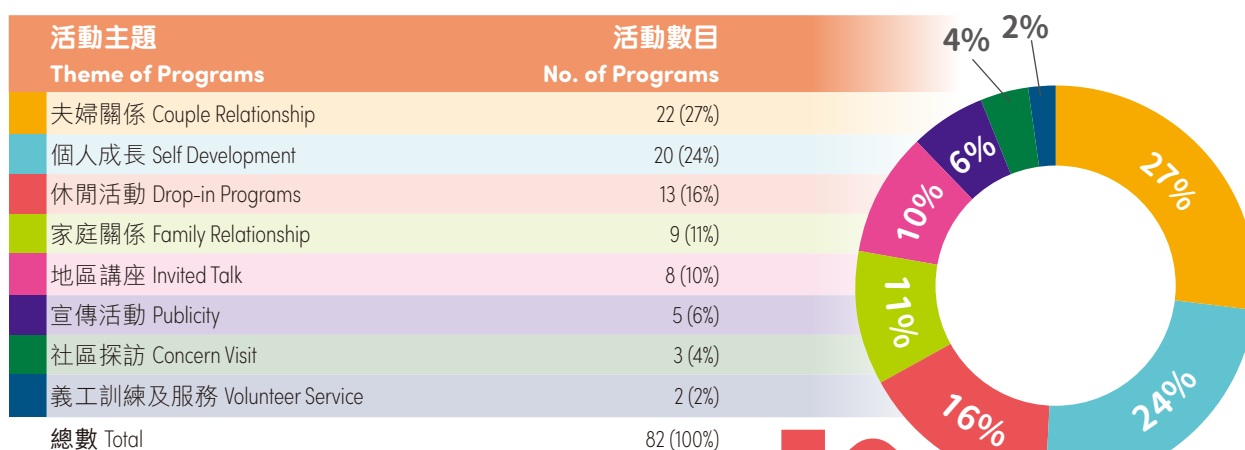 活動主題 活動數目
Theme of Programs No. of Programs
夫婦關係 Couple Relationship 22 (27%)
個人成長 Self Development 20 (24%)
休閒活動 Drop-in Programs 13 (16%)
家庭關係 Family Relationship 9 (11%)
地區講座 Invited Talk 8 (10%)
宣傳活動 Publicity 5 (6%)
社區探訪 Concern Visit 3 (4%)
義工訓練及服務 Volunteer Service 2 (2%)
總數 Total 82 (100%)
4%
2%
27%
24%
16%
11%
10%
6%